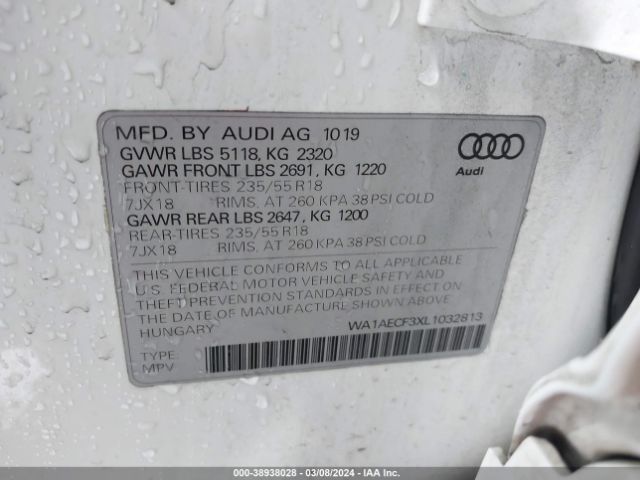 MFD. BY AUDI AG 10 19
GVWR LBS 5118, KG 2320
GAWR FRONT LBS 2691, KG 1220
FRONT-TIRES 235/55 R18
7JX18 RIMS, AT 260 KPA 38 PSI COLD
GAWR REAR LBS 2647, KG 1200
REAR-TIRES 235/55 R18
7JX18 RIMS, AT 260 KPA 38 PSI COLD
Audi
THIS VEHICLE CONFORMS TO ALL APPLICABLE
U.S. FEDERAL MOTOR VEHICLE SAFETY AND
THEFT PREVENTION STANDARDS IN EFFECT ON
THE DATE OF MANUFACTURE SHOWN ABOVE.
HUNGARY WA1AECF3XL1032813
TYPE:
MPV
000-38938028 - 03/08/2024 - iaai.com